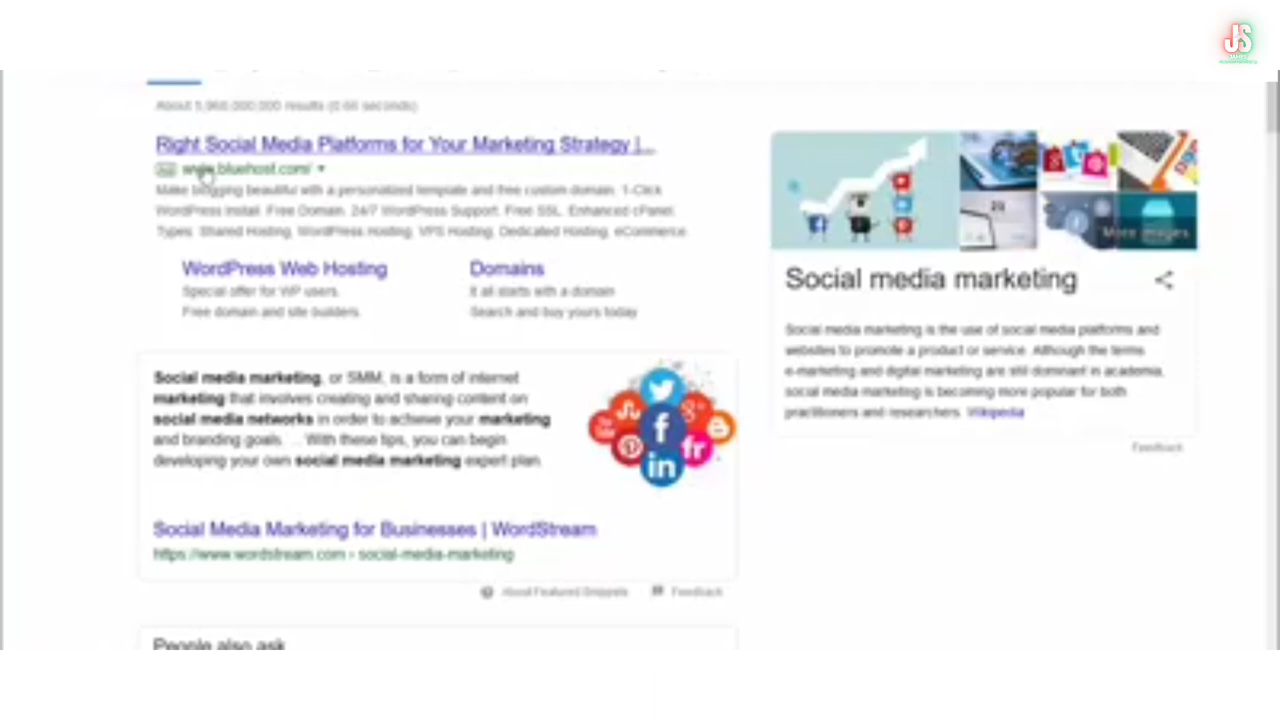 JS
About 5,960,000,000 results (0.60 seconds)
Right Social Media Platforms for Your Marketing Strategy |...
Ad www.bluehost.com/
Make blogging beautiful with a personalized template and free custom domain. 1-Click
WordPress Install. Free Domain. 24/7 WordPress Support. Free SSL. Enhanced cPanel.
Types: Shared Hosting, WordPress Hosting, VPS Hosting, Dedicated Hosting, eCommerce
WordPress Web Hosting
Special offer for WP users.
Free domain and site builders.
Domains
It all starts with a domain
Search and buy yours today
Social media marketing, or SMM, is a form of internet
marketing that involves creating and sharing content on
social media networks in order to achieve your marketing
and branding goals. ... With these tips, you can begin
developing your own social media marketing expert plan.
Social Media Marketing for Businesses | WordStream
https://www.wordstream.com › social-media-marketing
About Featured Snippets
Feedback
People also ask
More images
Social media marketing
Social media marketing is the use of social media platforms and
websites to promote a product or service. Although the terms
e-marketing and digital marketing are still dominant in academia,
social media marketing is becoming more popular for both
practitioners and researchers. Wikipedia
Feedback